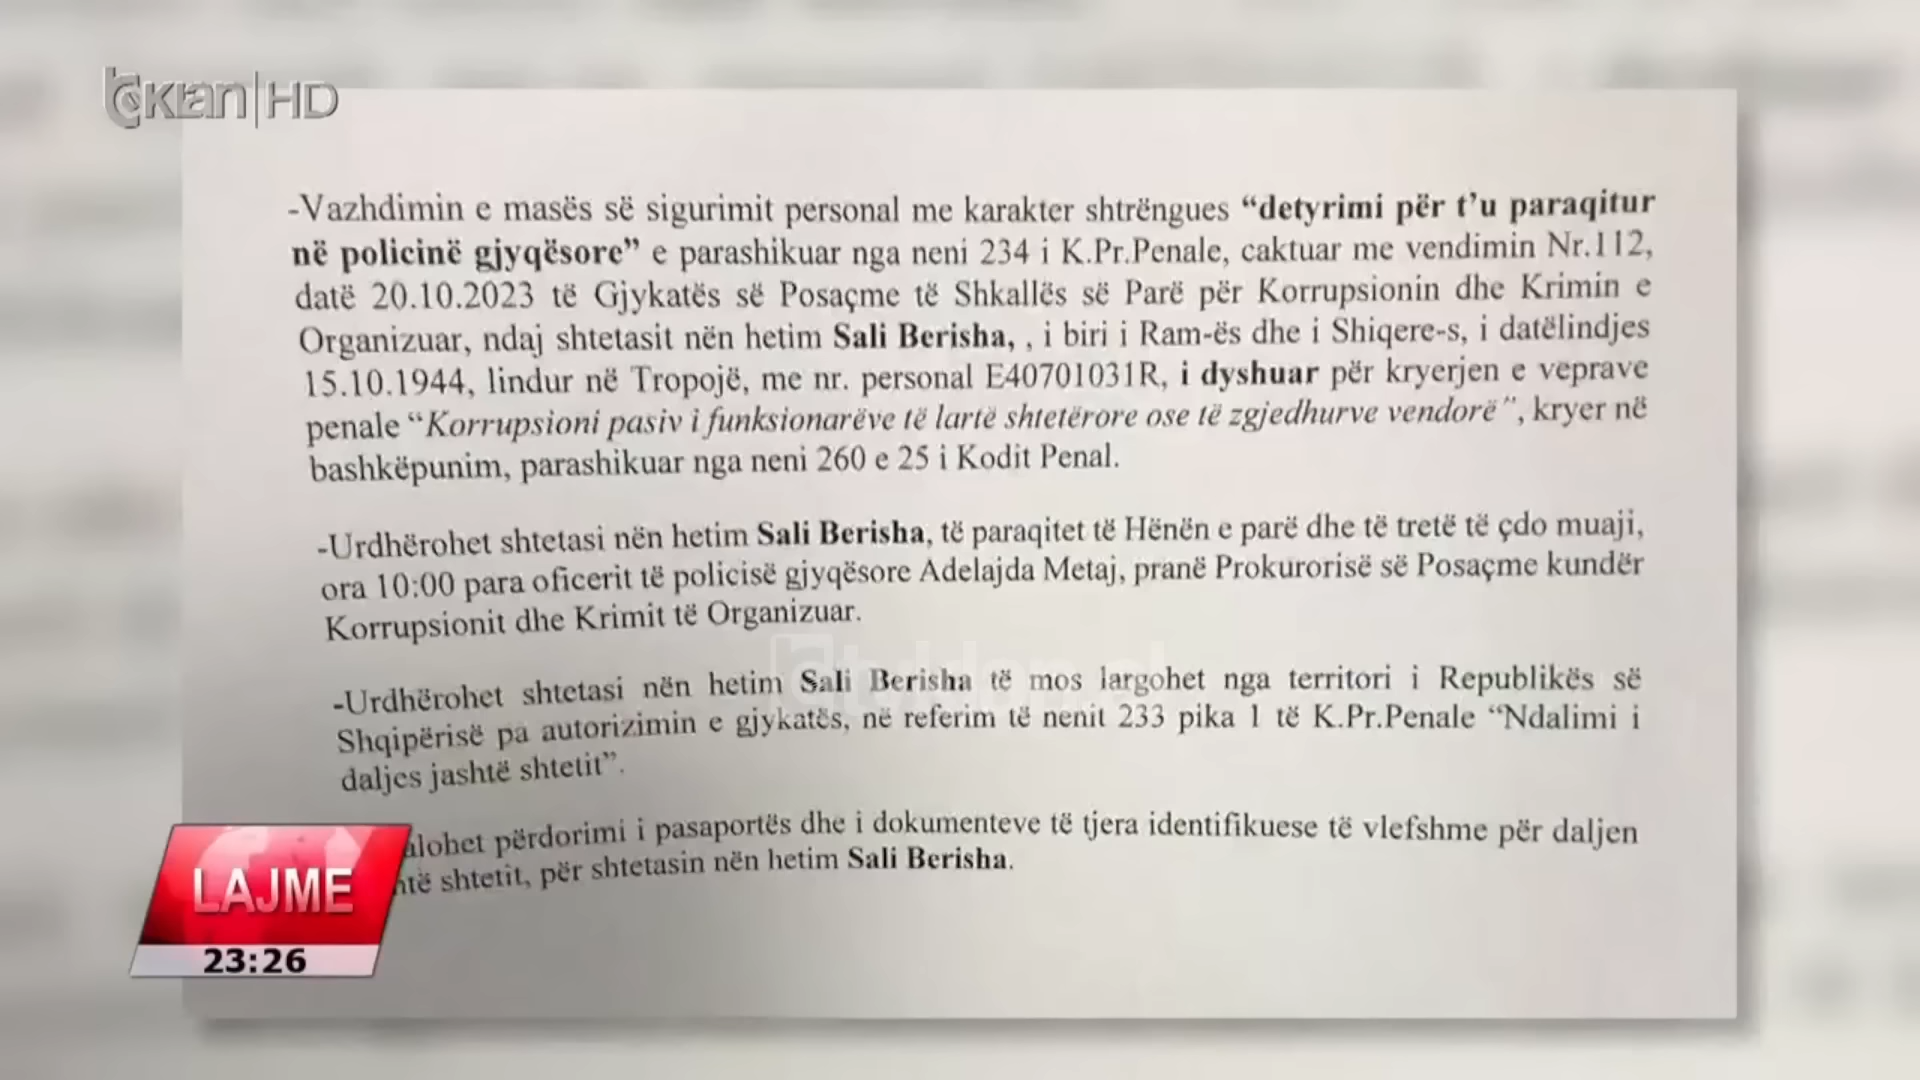 KLAN|HD
-Vazhdimin e masës së sigurimit personal me karakter shtrëngues “detyrimi për t’u paraqitur
në policinë gjyqësore” e parashikuar nga neni 234 i K.Pr.Penale, caktuar me vendimin Nr.112,
datë 20.10.2023 të Gjykatës së Posaçme të Shkallës së Parë për Korrupsionin dhe Krimin e
Organizuar, ndaj shtetasit nën hetim Sali Berisha, , i biri i Ram-ës dhe i Shiqere-s, i datëlindjes
15.10.1944, lindur në Tropojë, me nr. personal E40701031R, i dyshuar për kryerjen e veprave
penale “Korrupsioni pasiv i funksionarëve të lartë shtetërore ose të zgjedhurve vendorë”, kryer në
bashkëpunim, parashikuar nga neni 260 e 25 i Kodit Penal.
-Urdhërohet shtetasi nën hetim Sali Berisha, të paraqitet të Hënën e parë dhe të tretë të çdo muaji,
ora 10:00 para oficerit të policisë gjyqësore Adelajda Metaj, pranë Prokurorisë së Posaçme kundër
Korrupsionit dhe Krimit të Organizuar.
-Urdhërohet shtetasi nën hetim Sali Berisha të mos largohet nga territori i Republikës së
Shqipërisë pa autorizimin e gjykatës, në referim të nenit 233 pika 1 të K.Pr.Penale “Ndalimi i
daljes jashtë shtetit”.
alohet përdorimi i pasaportës dhe i dokumenteve të tjera identifikuese të vlefshme për daljen
htë shtetit, për shtetasin nën hetim Sali Berisha.
LAJME
23:26